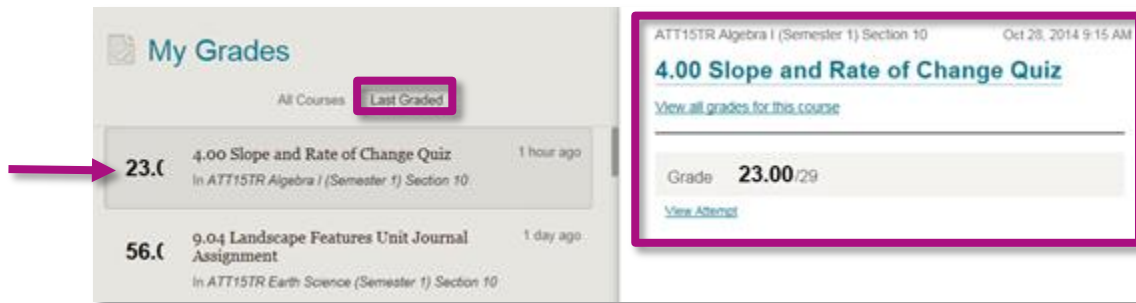 My Grades
All Courses Last Graded
23.(
4.00 Slope and Rate of Change Quiz
1 hour ago
In ATT15TR Algebra I (Semester 1) Section 10
56.(
9.04 Landscape Features Unit Journal
1 day ago
Assignment
In ATT15TR Earth Science (Semester 1) Section 10
ATT15TR Algebra I (Semester 1) Section 10
Oct 28, 2014 9:15 AM
4.00 Slope and Rate of Change Quiz
View all grades for this course
Grade 23.00/29
View Attempt